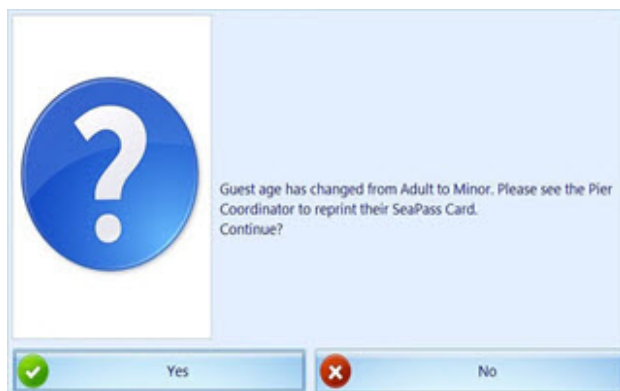 Guest age has changed from Adult to Minor. Please see the Pier
Coordinator to reprint their SeaPass Card.
Continue?
Yes
No